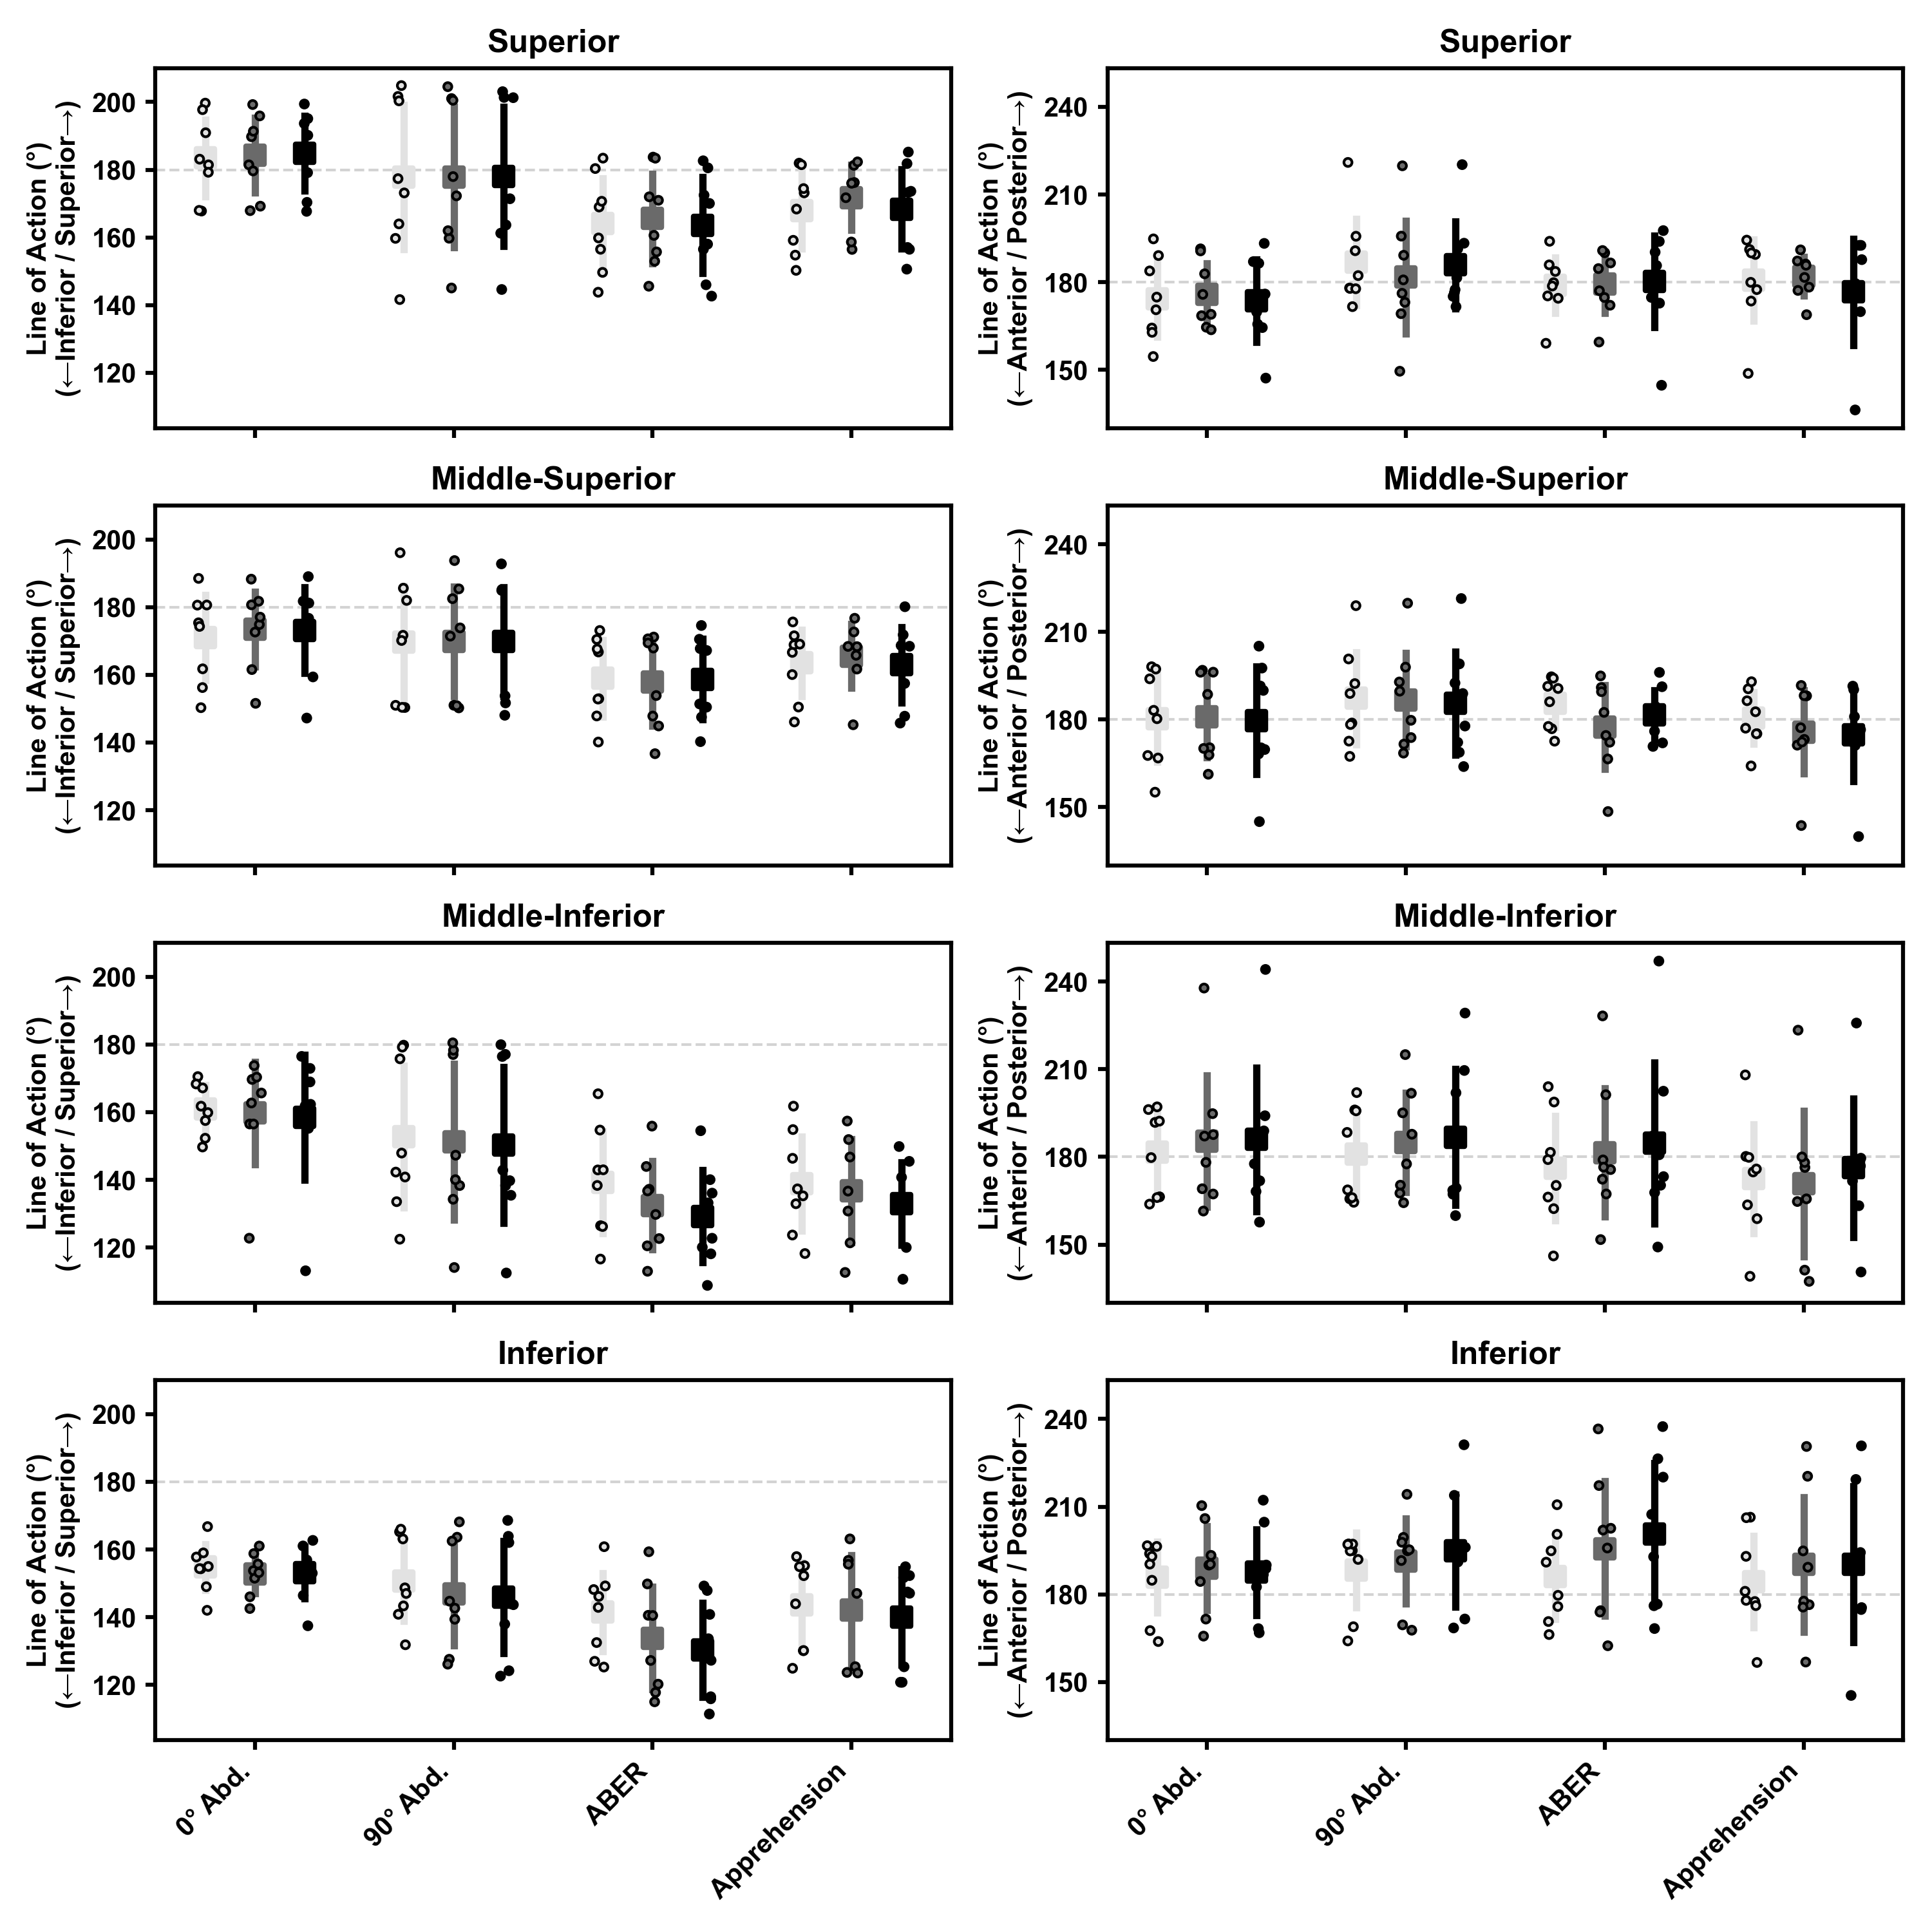 Superior
Line of Action (°)
(←Inferior / Superior→)
200
180
160
140
120
Superior
Line of Action (°)
(←Anterior / Posterior→)
240
210
180
150
Middle-Superior
Line of Action (°)
(←Inferior / Superior→)
200
180
160
140
120
Middle-Superior
Line of Action (°)
(←Anterior / Posterior→)
240
210
180
150
Middle-Inferior
Line of Action (°)
(←Inferior / Superior→)
200
180
160
140
120
Middle-Inferior
Line of Action (°)
(←Anterior / Posterior→)
240
210
180
150
Inferior
Line of Action (°)
(←Inferior / Superior→)
200
180
160
140
120
0° Abd.
90° Abd.
ABER
Apprehension
Inferior
Line of Action (°)
(←Anterior / Posterior→)
240
210
180
150
0° Abd.
90° Abd.
ABER
Apprehension